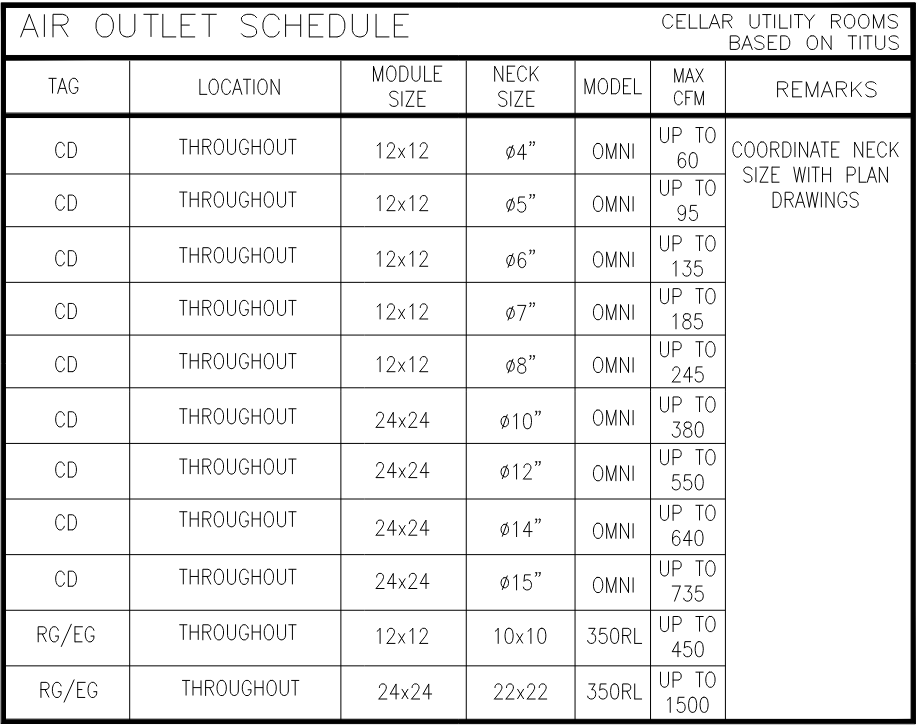 AIR OUTLET SCHEDULE
CELLAR UTILITY ROOMS
BASED ON TITUS
TAG LOCATION MODULE SIZE NECK SIZE MODEL MAX CFM REMARKS
CD THROUGHOUT 12x12 ø4" OMNI UP TO 60
COORDINATE NECK
SIZE WITH PLAN
DRAWINGS
CD THROUGHOUT 12x12 ø5" OMNI UP TO 95
CD THROUGHOUT 12x12 ø6" OMNI UP TO 135
CD THROUGHOUT 12x12 ø7" OMNI UP TO 185
CD THROUGHOUT 12x12 ø8" OMNI UP TO 245
CD THROUGHOUT 24x24 ø10" OMNI UP TO 380
CD THROUGHOUT 24x24 ø12" OMNI UP TO 550
CD THROUGHOUT 24x24 ø14" OMNI UP TO 640
CD THROUGHOUT 24x24 ø15" OMNI UP TO 735
RG/EG THROUGHOUT 12x12 10x10 350RL UP TO 450
RG/EG THROUGHOUT 24x24 22x22 350RL UP TO 1500